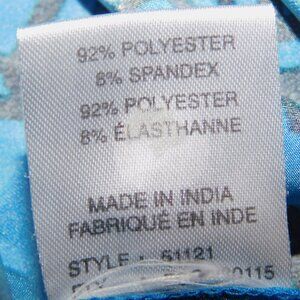 92% POLYESTER
8% SPANDEX
92% POLYESTER
8% ÉLASTHANNE
MADE IN INDIA
FABRIQUÉ EN INDE
STYLE 51121